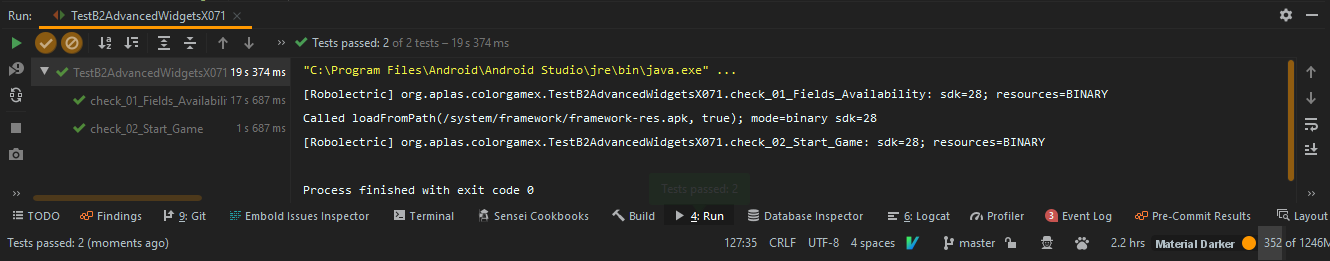 Run: TestB2AdvancedWidgetsX071 ×
» Tests passed: 2 of 2 tests – 19 s 374 ms
TestB2AdvancedWidgetsX071 19 s 374 ms
check_01_Fields_Availabili 17 s 687 ms
check_02_Start_Game 1 s 687 ms
"C:\Program Files\Android\Android Studio\jre\bin\java.exe" ...
[Robolectric] org.aplas.colorgamex.TestB2AdvancedWidgetsX071.check_01_Fields_Availability: sdk=28; resources=BINARY
Called loadFromPath(/system/framework/framework-res.apk, true); mode=binary sdk=28
[Robolectric] org.aplas.colorgamex.TestB2AdvancedWidgetsX071.check_02_Start_Game: sdk=28; resources=BINARY
Process finished with exit code 0
Tests passed: 2
TODO Findings 9: Git Embold Issues Inspector Terminal Sensei Cookbooks Build 4: Run Database Inspector 6: Logcat Profiler 3 Event Log Pre-Commit Results Layout
Tests passed: 2 (moments ago) 127:35 CRLF UTF-8 4 spaces master 2.2 hrs Material Darker 352 of 1246M